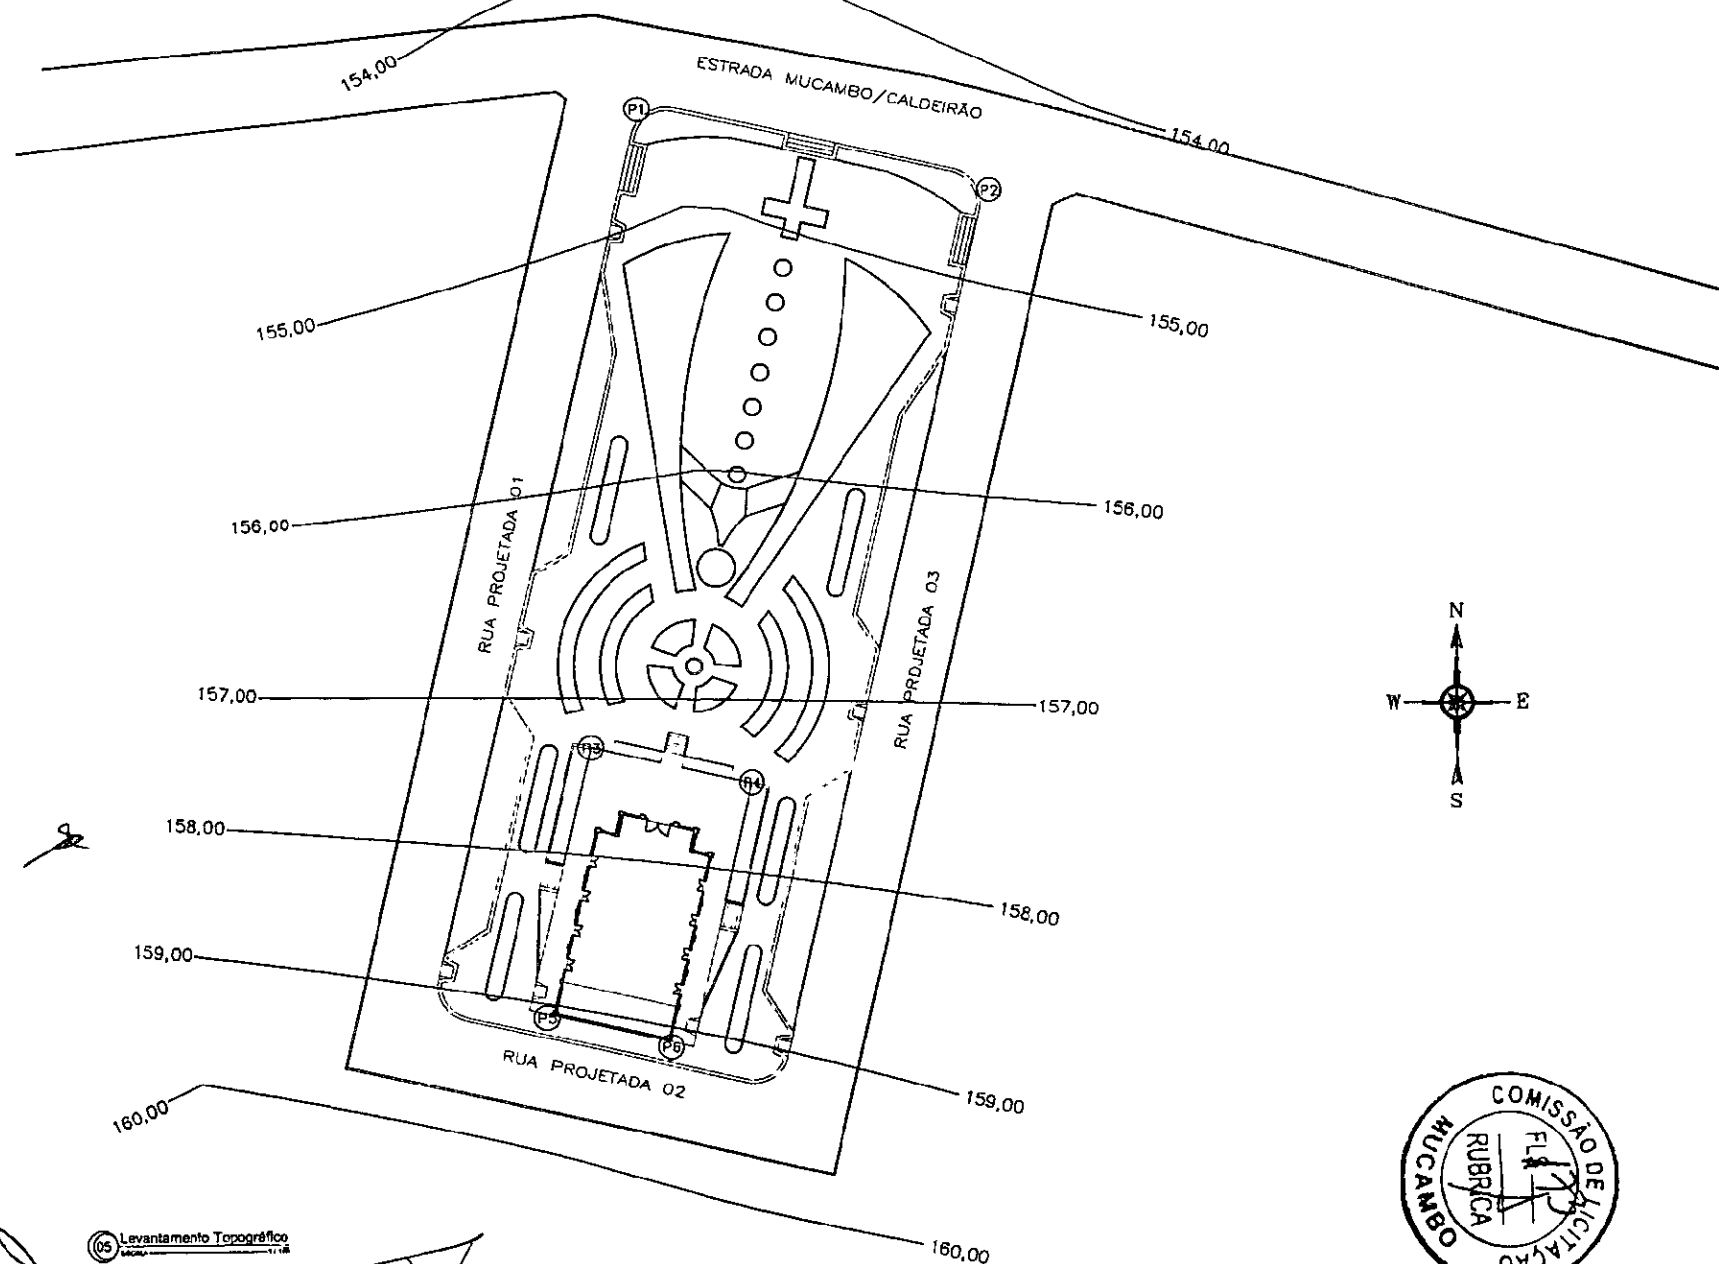 154,00
ESTRADA MUCAMBO/CALDEIRÃO
P1
154,00
P2
155,00
155,00
RUA PROJETADA 01
156,00
156,00
RUA PROJETADA 03
N
W
E
S
157,00
157,00
P4
158,00
158,00
159,00
P5
P6
RUA PROJETADA 02
159,00
160,00
160,00
05 Levantamento Topográfico
COMISSÃO DE LICITAÇÃO
MUCAMBO
FLS
RUBRICA